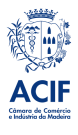 ACIF
Câmara de Comércio
e Indústria da Madeira